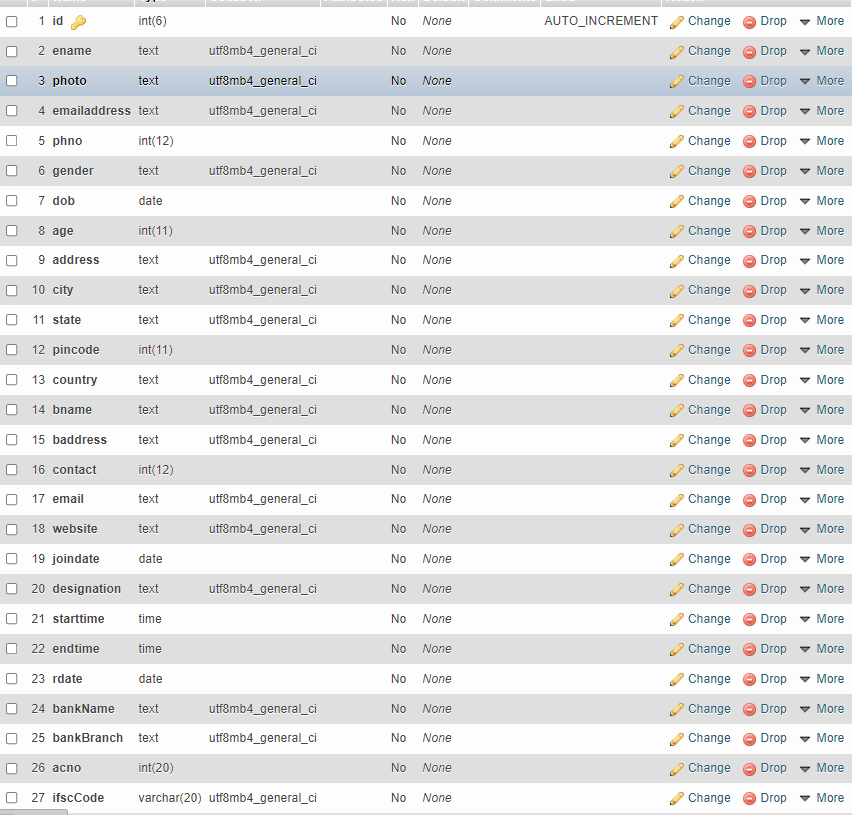 1 id int(6) No None AUTO_INCREMENT Change Drop More
2 ename text utf8mb4_general_ci No None Change Drop More
3 photo text utf8mb4_general_ci No None Change Drop More
4 emailaddress text utf8mb4_general_ci No None Change Drop More
5 phno int(12) No None Change Drop More
6 gender text utf8mb4_general_ci No None Change Drop More
7 dob date No None Change Drop More
8 age int(11) No None Change Drop More
9 address text utf8mb4_general_ci No None Change Drop More
10 city text utf8mb4_general_ci No None Change Drop More
11 state text utf8mb4_general_ci No None Change Drop More
12 pincode int(11) No None Change Drop More
13 country text utf8mb4_general_ci No None Change Drop More
14 bname text utf8mb4_general_ci No None Change Drop More
15 baddress text utf8mb4_general_ci No None Change Drop More
16 contact int(12) No None Change Drop More
17 email text utf8mb4_general_ci No None Change Drop More
18 website text utf8mb4_general_ci No None Change Drop More
19 joindate date No None Change Drop More
20 designation text utf8mb4_general_ci No None Change Drop More
21 starttime time No None Change Drop More
22 endtime time No None Change Drop More
23 rdate date No None Change Drop More
24 bankName text utf8mb4_general_ci No None Change Drop More
25 bankBranch text utf8mb4_general_ci No None Change Drop More
26 acno int(20) No None Change Drop More
27 ifscCode varchar(20) utf8mb4_general_ci No None Change Drop More